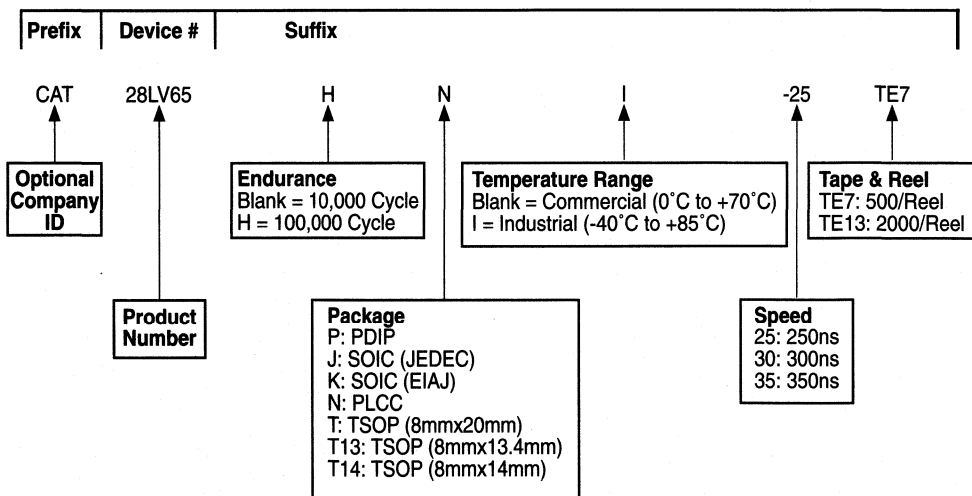 Prefix Device # Suffix
CAT 28LV65 H N I -25 TE7
Optional
Company
ID
Endurance
Blank = 10,000 Cycle
H = 100,000 Cycle
Temperature Range
Blank = Commercial (0˚C to +70˚C)
I = Industrial (-40˚C to +85˚C)
Tape & Reel
TE7: 500/Reel
TE13: 2000/Reel
Product
Number
Package
P: PDIP
J: SOIC (JEDEC)
K: SOIC (EIAJ)
N: PLCC
T: TSOP (8mmx20mm)
T13: TSOP (8mmx13.4mm)
T14: TSOP (8mmx14mm)
Speed
25: 250ns
30: 300ns
35: 350ns